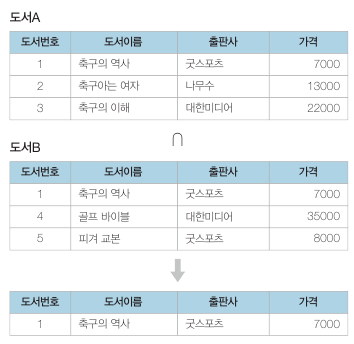 도서A
도서번호 도서이름 출판사 가격
1 축구의 역사 굿스포츠 7000
2 축구아는 여자 나무수 13000
3 축구의 이해 대한미디어 22000
∩
도서B
도서번호 도서이름 출판사 가격
1 축구의 역사 굿스포츠 7000
4 골프 바이블 대한미디어 35000
5 피겨 교본 굿스포츠 8000
도서번호 도서이름 출판사 가격
1 축구의 역사 굿스포츠 7000